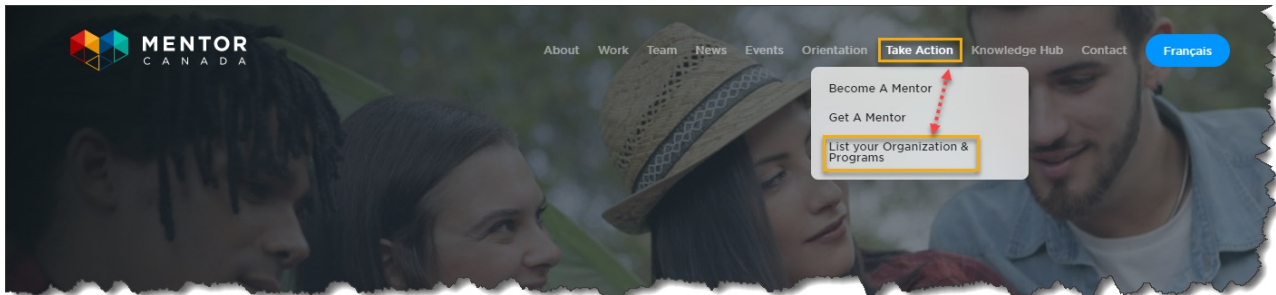 MENTOR
CANADA
About Work Team News Events Orientation Take Action Knowledge Hub Contact Français
Become A Mentor
Get A Mentor
List your Organization &
Programs